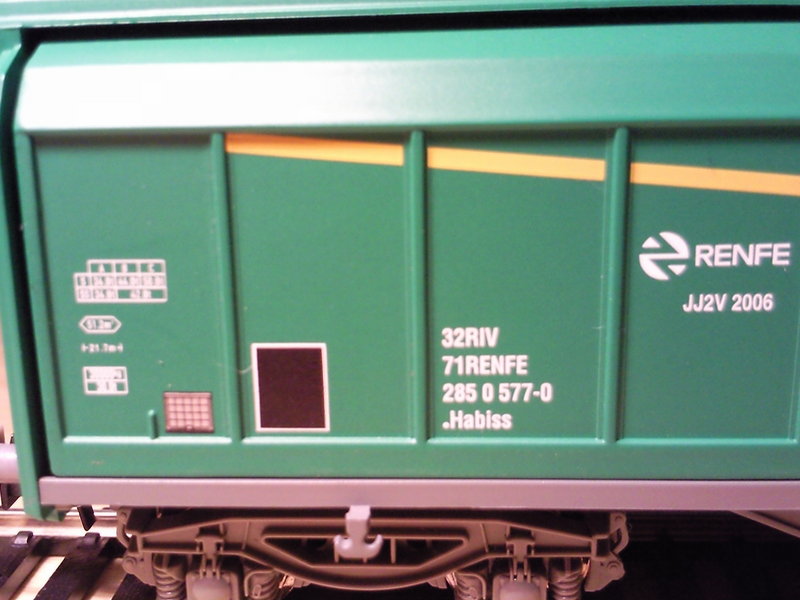 A B C
RENFE
JJ2V 2006
32RIV
71RENFE
285 0 577-0
.Habiss